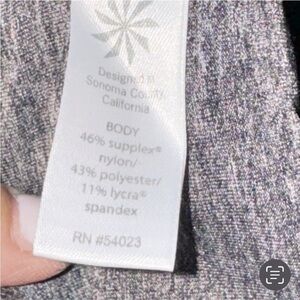 Designed in
Sonoma County
California
BODY
46% supplex®
nylon/
43% polyester/
11% lycra®
spandex
RN #54023